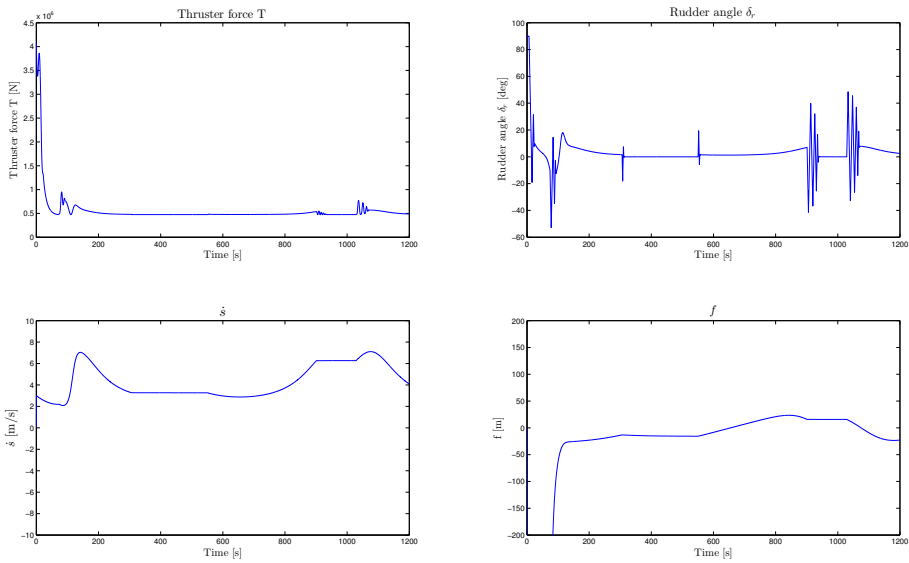 Thruster force T
× 10⁶
4.5
4
3.5
3
2.5
2
1.5
1
0.5
0
Thruster force T [N]
0 200 400 600 800 1000 1200
Time [s]
Rudder angle δᵣ
100
80
60
40
20
0
−20
−40
−60
Rudder angle δᵣ [deg]
0 200 400 600 800 1000 1200
Time [s]
ṡ
10
8
6
4
2
0
−2
−4
−6
−8
−10
ṡ [m/s]
0 200 400 600 800 1000 1200
Time [s]
f
200
150
100
50
0
−50
−100
−150
−200
f [m]
0 200 400 600 800 1000 1200
Time [s]